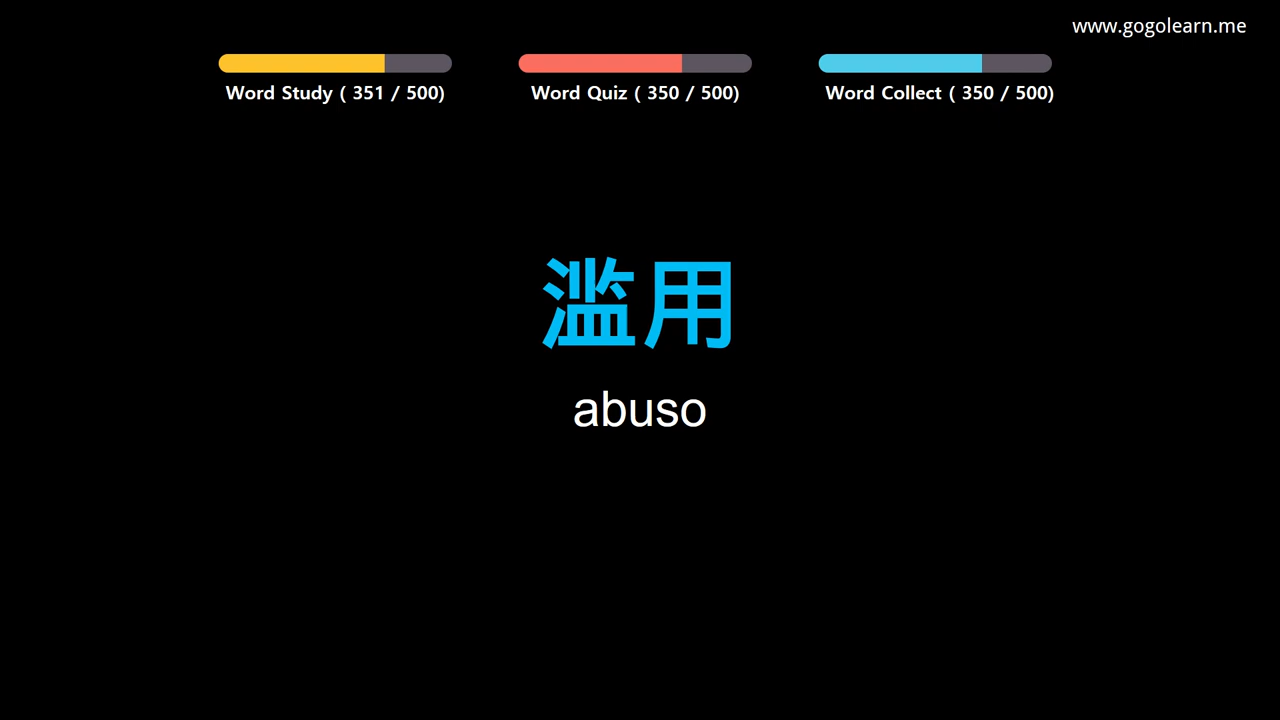 www.gogolearn.me
Word Study ( 351 / 500)
Word Quiz ( 350 / 500)
Word Collect ( 350 / 500)
滥用
abuso